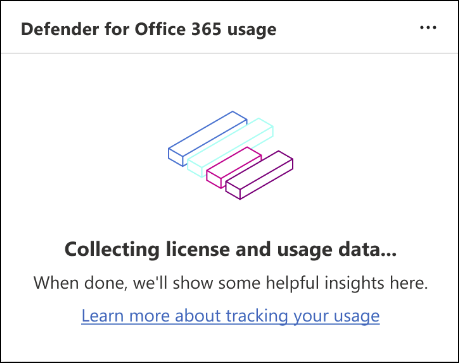 Defender for Office 365 usage
Collecting license and usage data...
When done, we'll show some helpful insights here.
Learn more about tracking your usage